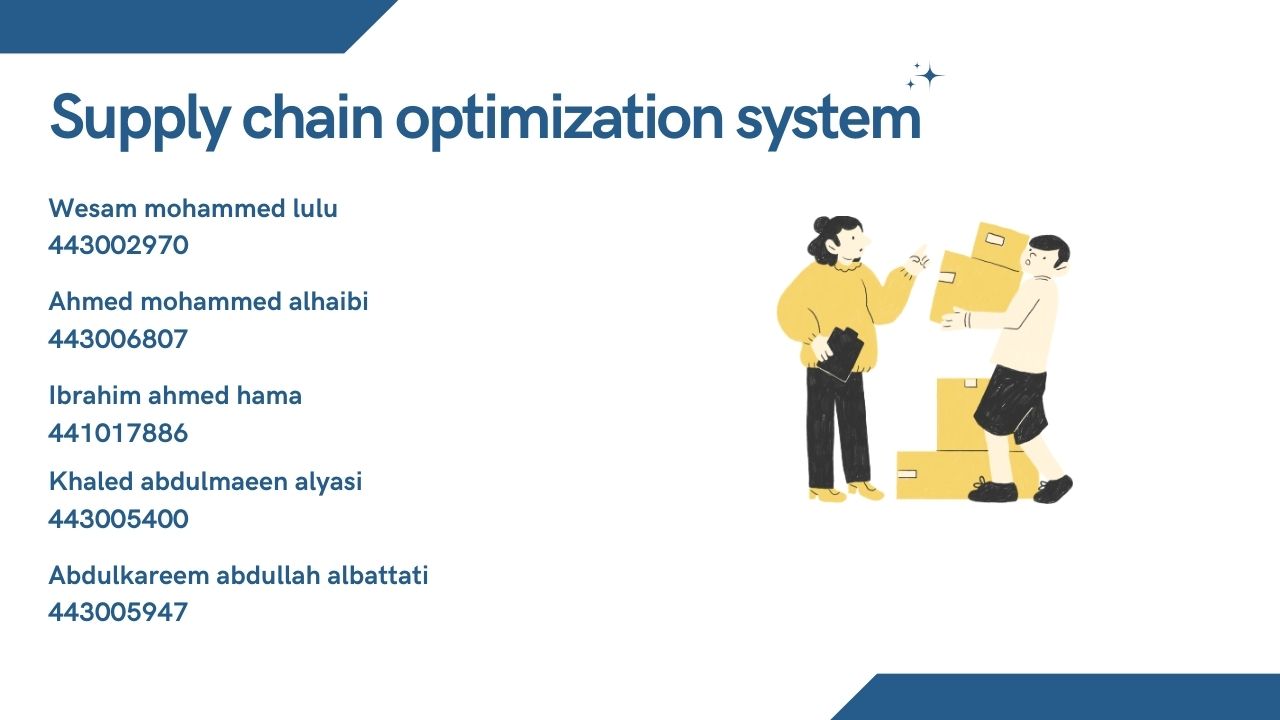 Supply chain optimization system
Wesam mohammed lulu
443002970
Ahmed mohammed alhaibi
443006807
Ibrahim ahmed hama
441017886
Khaled abdulmaeen alyasi
443005400
Abdulkareem abdullah albattati
443005947